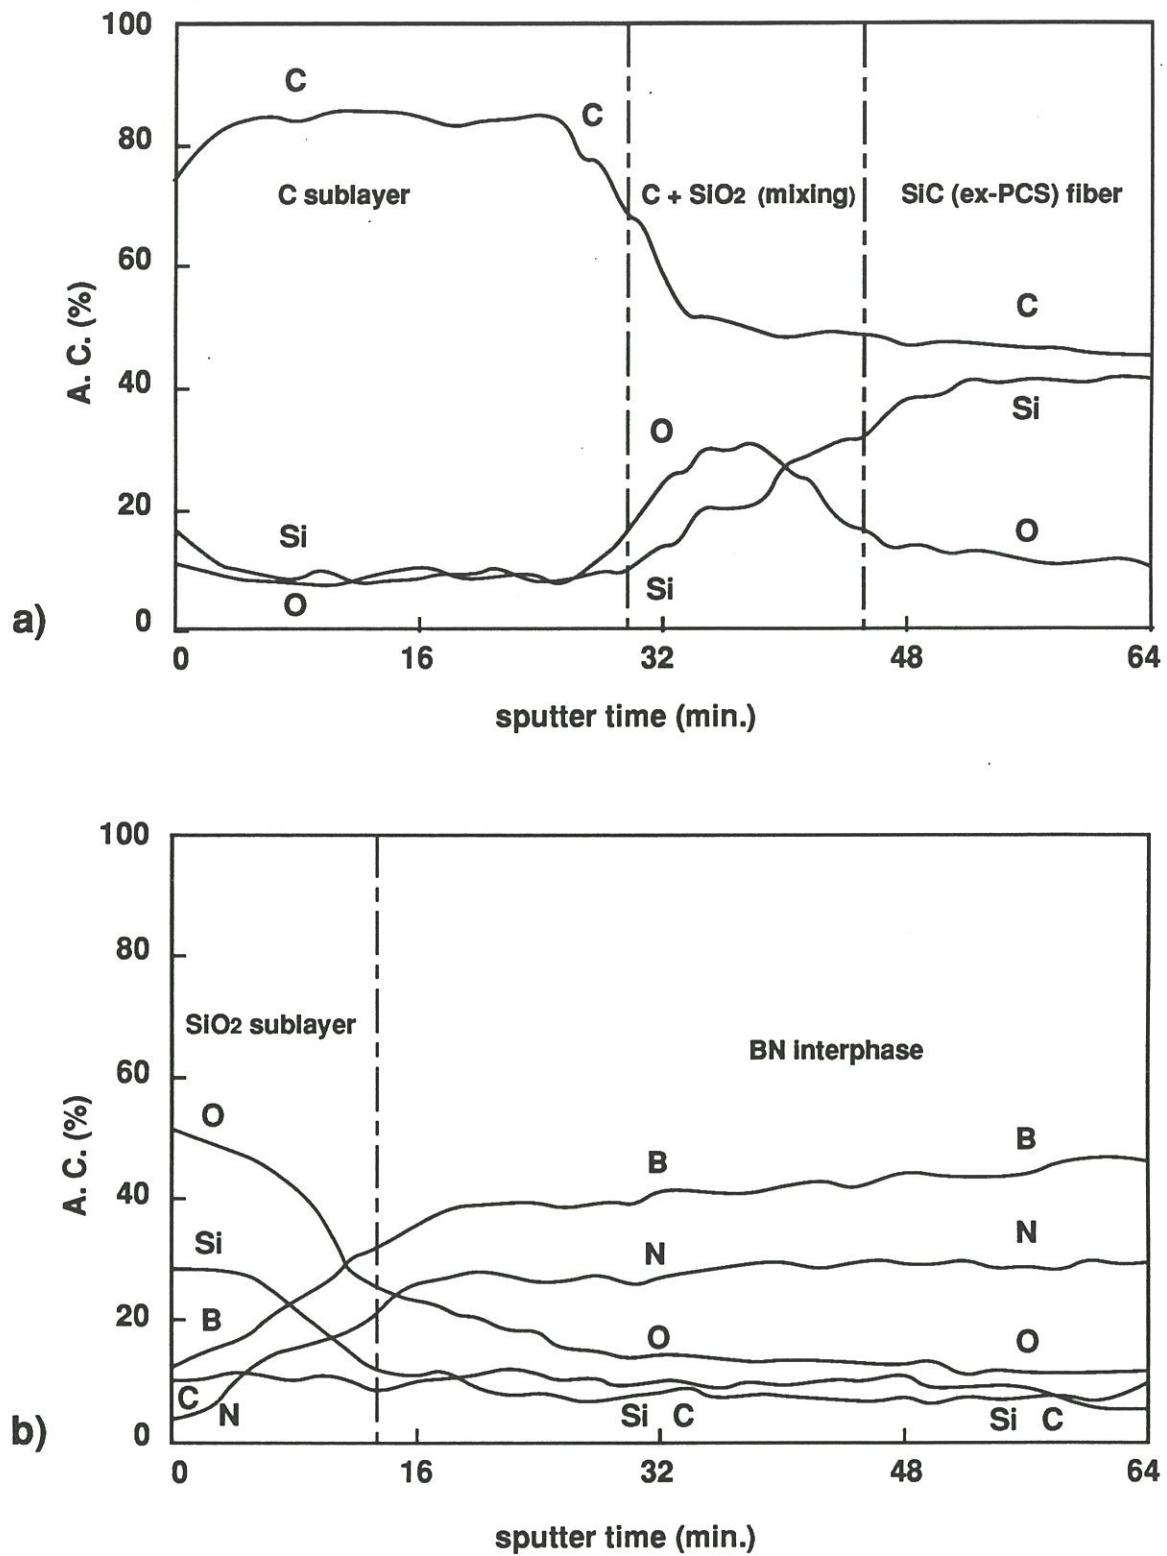 100
C
C
80
C sublayer
C + SiO2 (mixing)
SiC (ex-PCS) fiber
60
C
A. C. (%)
40
Si
O
20
Si
O
Si
O
a)
0
0 16 32 48 64
sputter time (min.)
100
80
SiO2 sublayer
BN interphase
60
O
B
B
A. C. (%)
40
Si
N
N
B
20
O
O
C
N
Si C
Si C
b)
0
0 16 32 48 64
sputter time (min.)